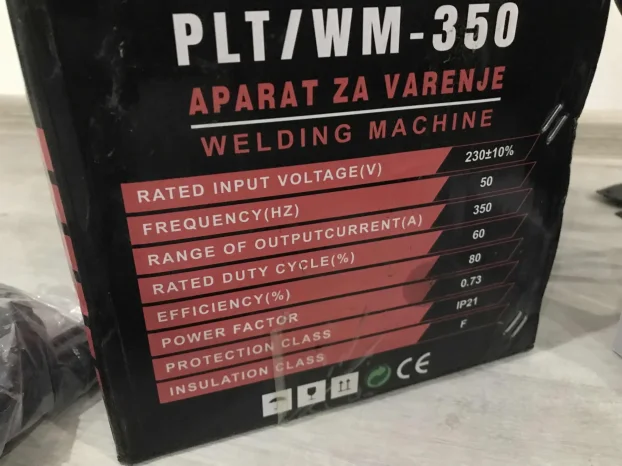 PLT/WM-350
APARAT ZA VARENJE
WELDING MACHINE
RATED INPUT VOLTAGE(V) 230±10%
FREQUENCY(HZ) 50
RANGE OF OUTPUTCURRENT(A) 350
RATED DUTY CYCLE(%) 60
EFFICIENCY(%) 80
POWER FACTOR 0.73
PROTECTION CLASS IP21
INSULATION CLASS F
CE